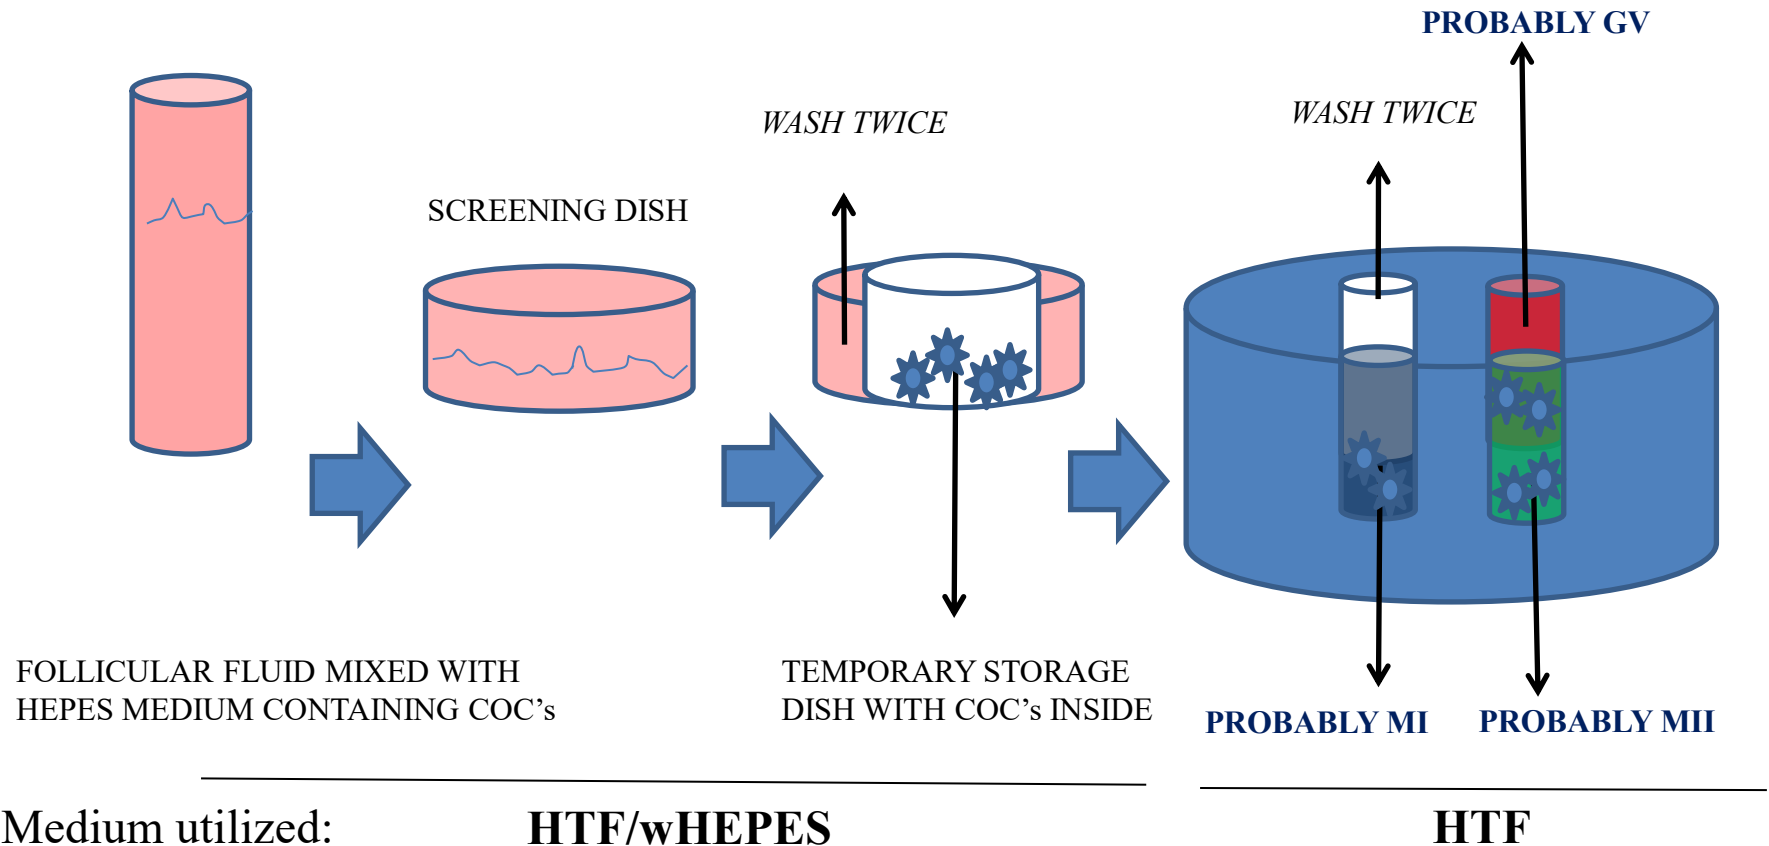 PROBABLY GV
WASH TWICE
WASH TWICE
SCREENING DISH
FOLLICULAR FLUID MIXED WITH
HEPES MEDIUM CONTAINING COC’s
TEMPORARY STORAGE
DISH WITH COC’s INSIDE
PROBABLY MI
PROBABLY MII
Medium utilized:
HTF/wHEPES
HTF